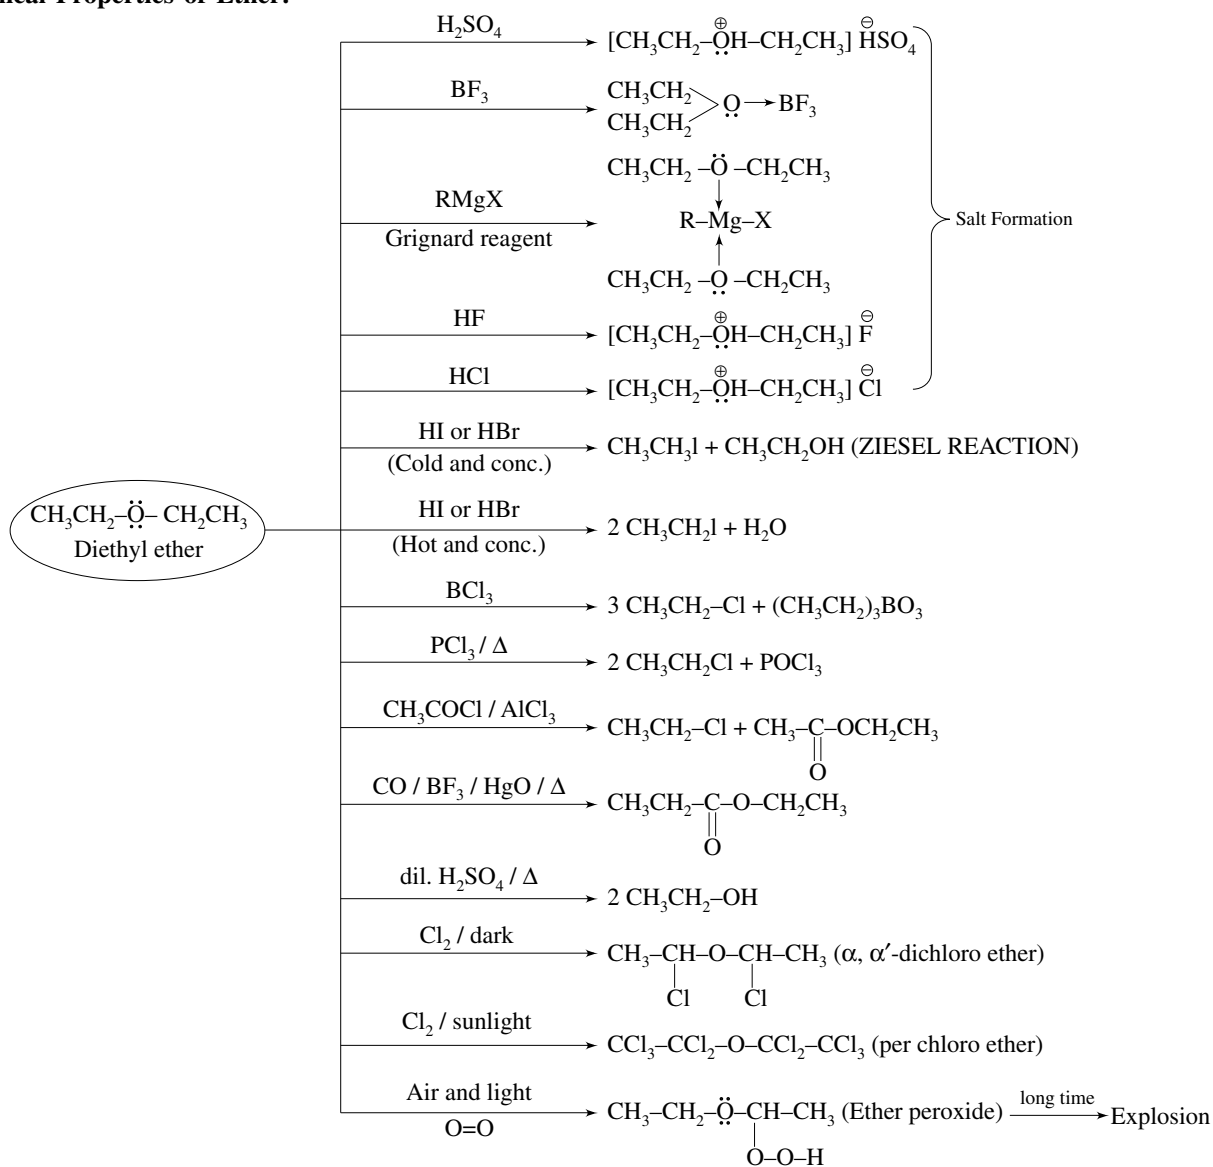 ical Properties of Ether:
H₂SO₄
[CH₃CH₂–ÖH–CH₂CH₃] HSO₄
⊕
⊖
BF₃
CH₃CH₂
CH₃CH₂
O→BF₃
RMgX
Grignard reagent
CH₃CH₂ –O –CH₂CH₃
R–Mg–X
CH₃CH₂ –O –CH₂CH₃
Salt Formation
HF
⊕
⊖
[CH₃CH₂–OH–CH₂CH₃] F
HCl
⊕
⊖
[CH₃CH₂–OH–CH₂CH₃] Cl
HI or HBr
(Cold and conc.)
CH₃CH₃l + CH₃CH₂OH (ZIESEL REACTION)
CH₃CH₂–O– CH₂CH₃
Diethyl ether
HI or HBr
(Hot and conc.)
2 CH₃CH₂l + H₂O
BCl₃
3 CH₃CH₂–Cl + (CH₃CH₂)₃BO₃
PCl₃ / Δ
2 CH₃CH₂Cl + POCl₃
CH₃COCl / AlCl₃
CH₃CH₂–Cl + CH₃–C–OCH₂CH₃
O
CO / BF₃ / HgO / Δ
CH₃CH₂–C–O–CH₂CH₃
O
dil. H₂SO₄ / Δ
2 CH₃CH₂–OH
Cl₂ / dark
CH₃–CH–O–CH–CH₃ (α, α′-dichloro ether)
Cl Cl
Cl₂ / sunlight
CCl₃–CCl₂–O–CCl₂–CCl₃ (per chloro ether)
Air and light
O=O
CH₃–CH₂–O–CH–CH₃ (Ether peroxide)
O–O–H
long time
Explosion